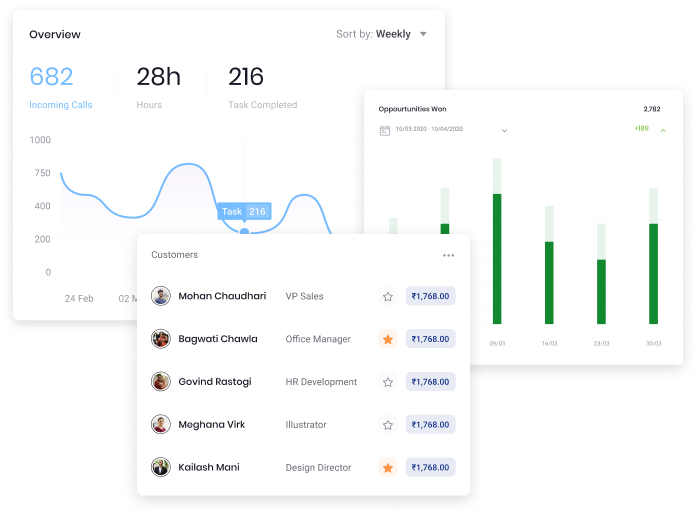 Overview
Sort by: Weekly
682
28h
216
Incoming Calls
Hours
Task Completed
1000
750
400
200
0
Task 216
24 Feb
02 M
Oppourtunities Won
2,762
10/03-2020 - 10/04/2020
+189
09/03
16/03
23/03
30/03
Customers
Mohan Chaudhari VP Sales ₹1,768.00
Bagwati Chawla Office Manager ₹1,768.00
Govind Rastogi HR Development ₹1,768.00
Meghana Virk Illustrator ₹1,768.00
Kailash Mani Design Director ₹1,768.00